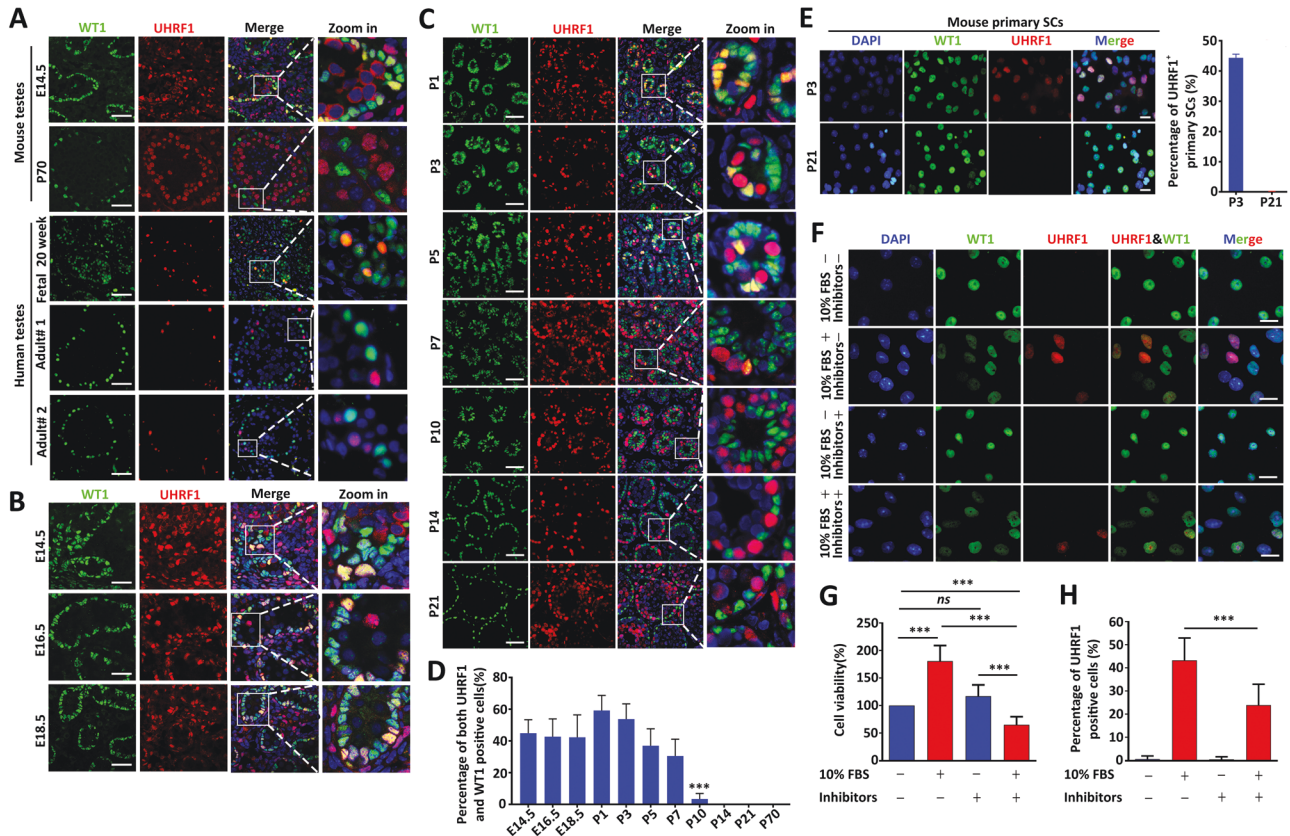 A
WT1 UHRF1 Merge Zoom in
Mouse testes
E14.5
P70
Human testes
Fetal 20 week
Adult# 1
Adult# 2
B
WT1 UHRF1 Merge Zoom in
E14.5
E16.5
E18.5
C
WT1 UHRF1 Merge Zoom in
P1
P3
P5
P7
P10
P14
P21
D
Percentage of both UHRF1
and WT1 positive cells(%)
80
60
40
20
0
***
E14.5 E16.5 E18.5 P1 P3 P5 P7 P10 P14 P21 P70
E
Mouse primary SCs
DAPI WT1 UHRF1 Merge
P3
P21
Percentage of UHRF1+
primary SCs (%)
50
40
30
20
10
0
P3 P21
F
DAPI WT1 UHRF1 UHRF1&WT1 Merge
10% FBS −
Inhibitors−
10% FBS +
Inhibitors−
10% FBS −
Inhibitors+
10% FBS +
Inhibitors+
G
***
ns
***
***
***
Cell viability(%)
250
200
150
100
50
0
10% FBS − + − +
Inhibitors − − + +
H
***
Percentage of UHRF1
positive cells (%)
60
50
40
30
20
10
0
10% FBS − + − +
Inhibitors − − + +